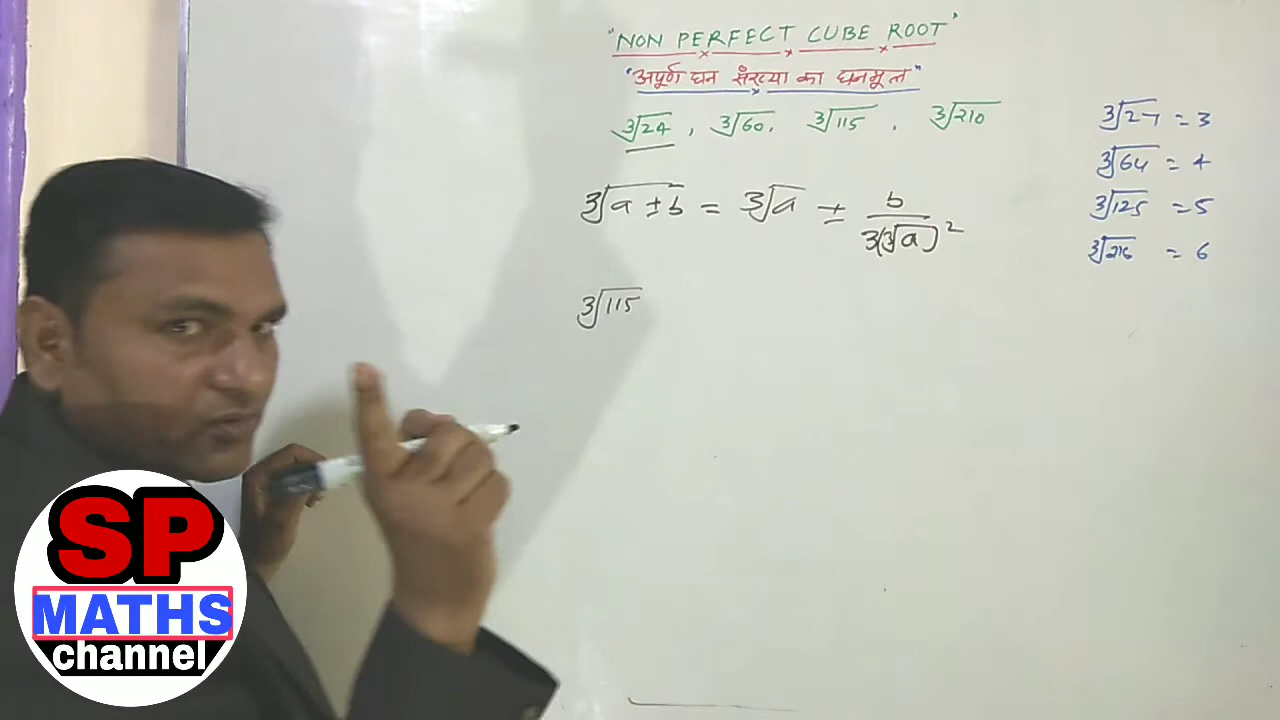 "NON PERFECT CUBE ROOT"
"अपूर्ण घन संख्या का घनमूल"
∛24, ∛60, ∛115, ∛210
∛27 = 3
∛64 = 4
∛125 = 5
∛216 = 6
∛a ± b = ∛a ± b / 3(∛a)²
∛115
SP
MATHS
channel